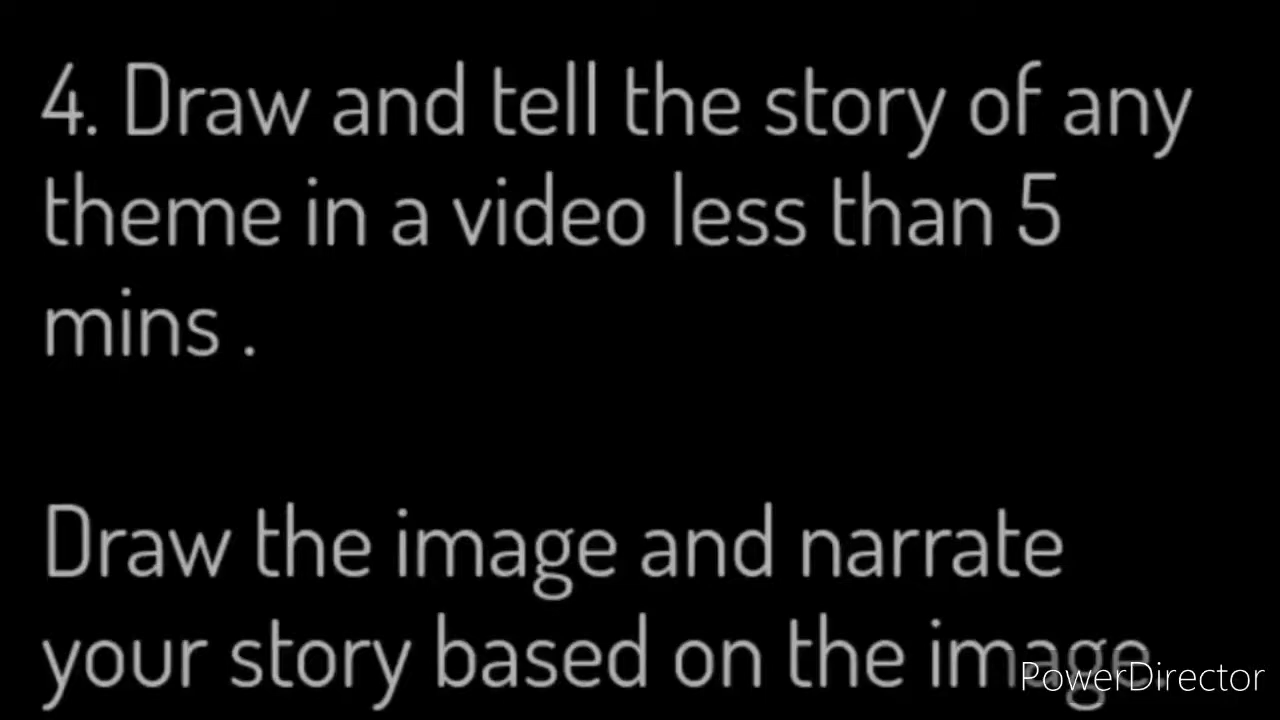 4. Draw and tell the story of any
theme in a video less than 5
mins .
Draw the image and narrate
your story based on the image
PowerDirector